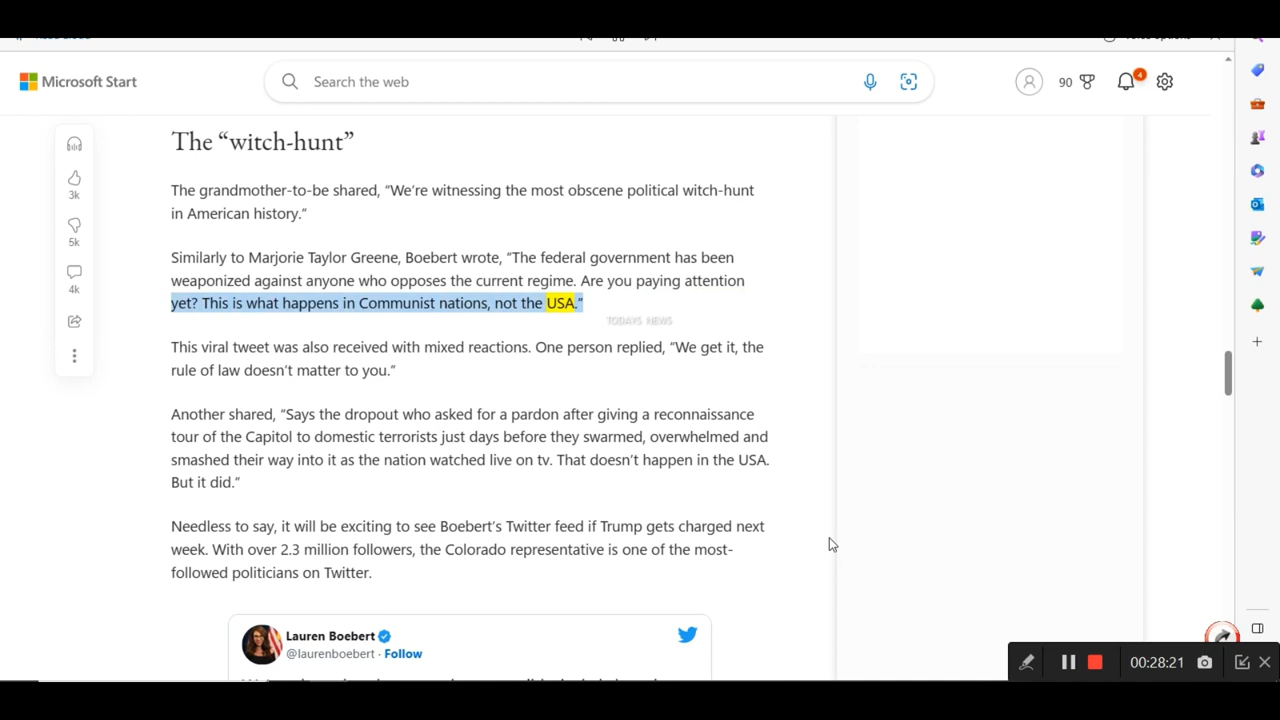 Microsoft Start
Search the web
90
4
The “witch-hunt”
3k
The grandmother-to-be shared, “We’re witnessing the most obscene political witch-hunt
in American history.”
5k
Similarly to Marjorie Taylor Greene, Boebert wrote, “The federal government has been
4k
weaponized against anyone who opposes the current regime. Are you paying attention
yet? This is what happens in Communist nations, not the USA.”
TODAYS NEWS
This viral tweet was also received with mixed reactions. One person replied, “We get it, the
rule of law doesn’t matter to you.”
Another shared, “Says the dropout who asked for a pardon after giving a reconnaissance
tour of the Capitol to domestic terrorists just days before they swarmed, overwhelmed and
smashed their way into it as the nation watched live on tv. That doesn’t happen in the USA.
But it did.”
Needless to say, it will be exciting to see Boebert’s Twitter feed if Trump gets charged next
week. With over 2.3 million followers, the Colorado representative is one of the most-
followed politicians on Twitter.
Lauren Boebert
@laurenboebert · Follow
00:28:21